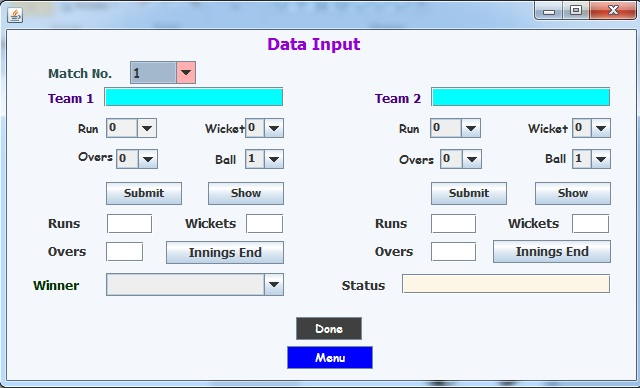 Data Input
Match No. 1
Team 1 Team 2
Run 0 Wicket 0 Run 0 Wicket 0
Overs 0 Ball 1 Overs 0 Ball 1
Submit Show Submit Show
Runs Wickets Runs Wickets
Overs Innings End Overs Innings End
Winner Status
Done
Menu